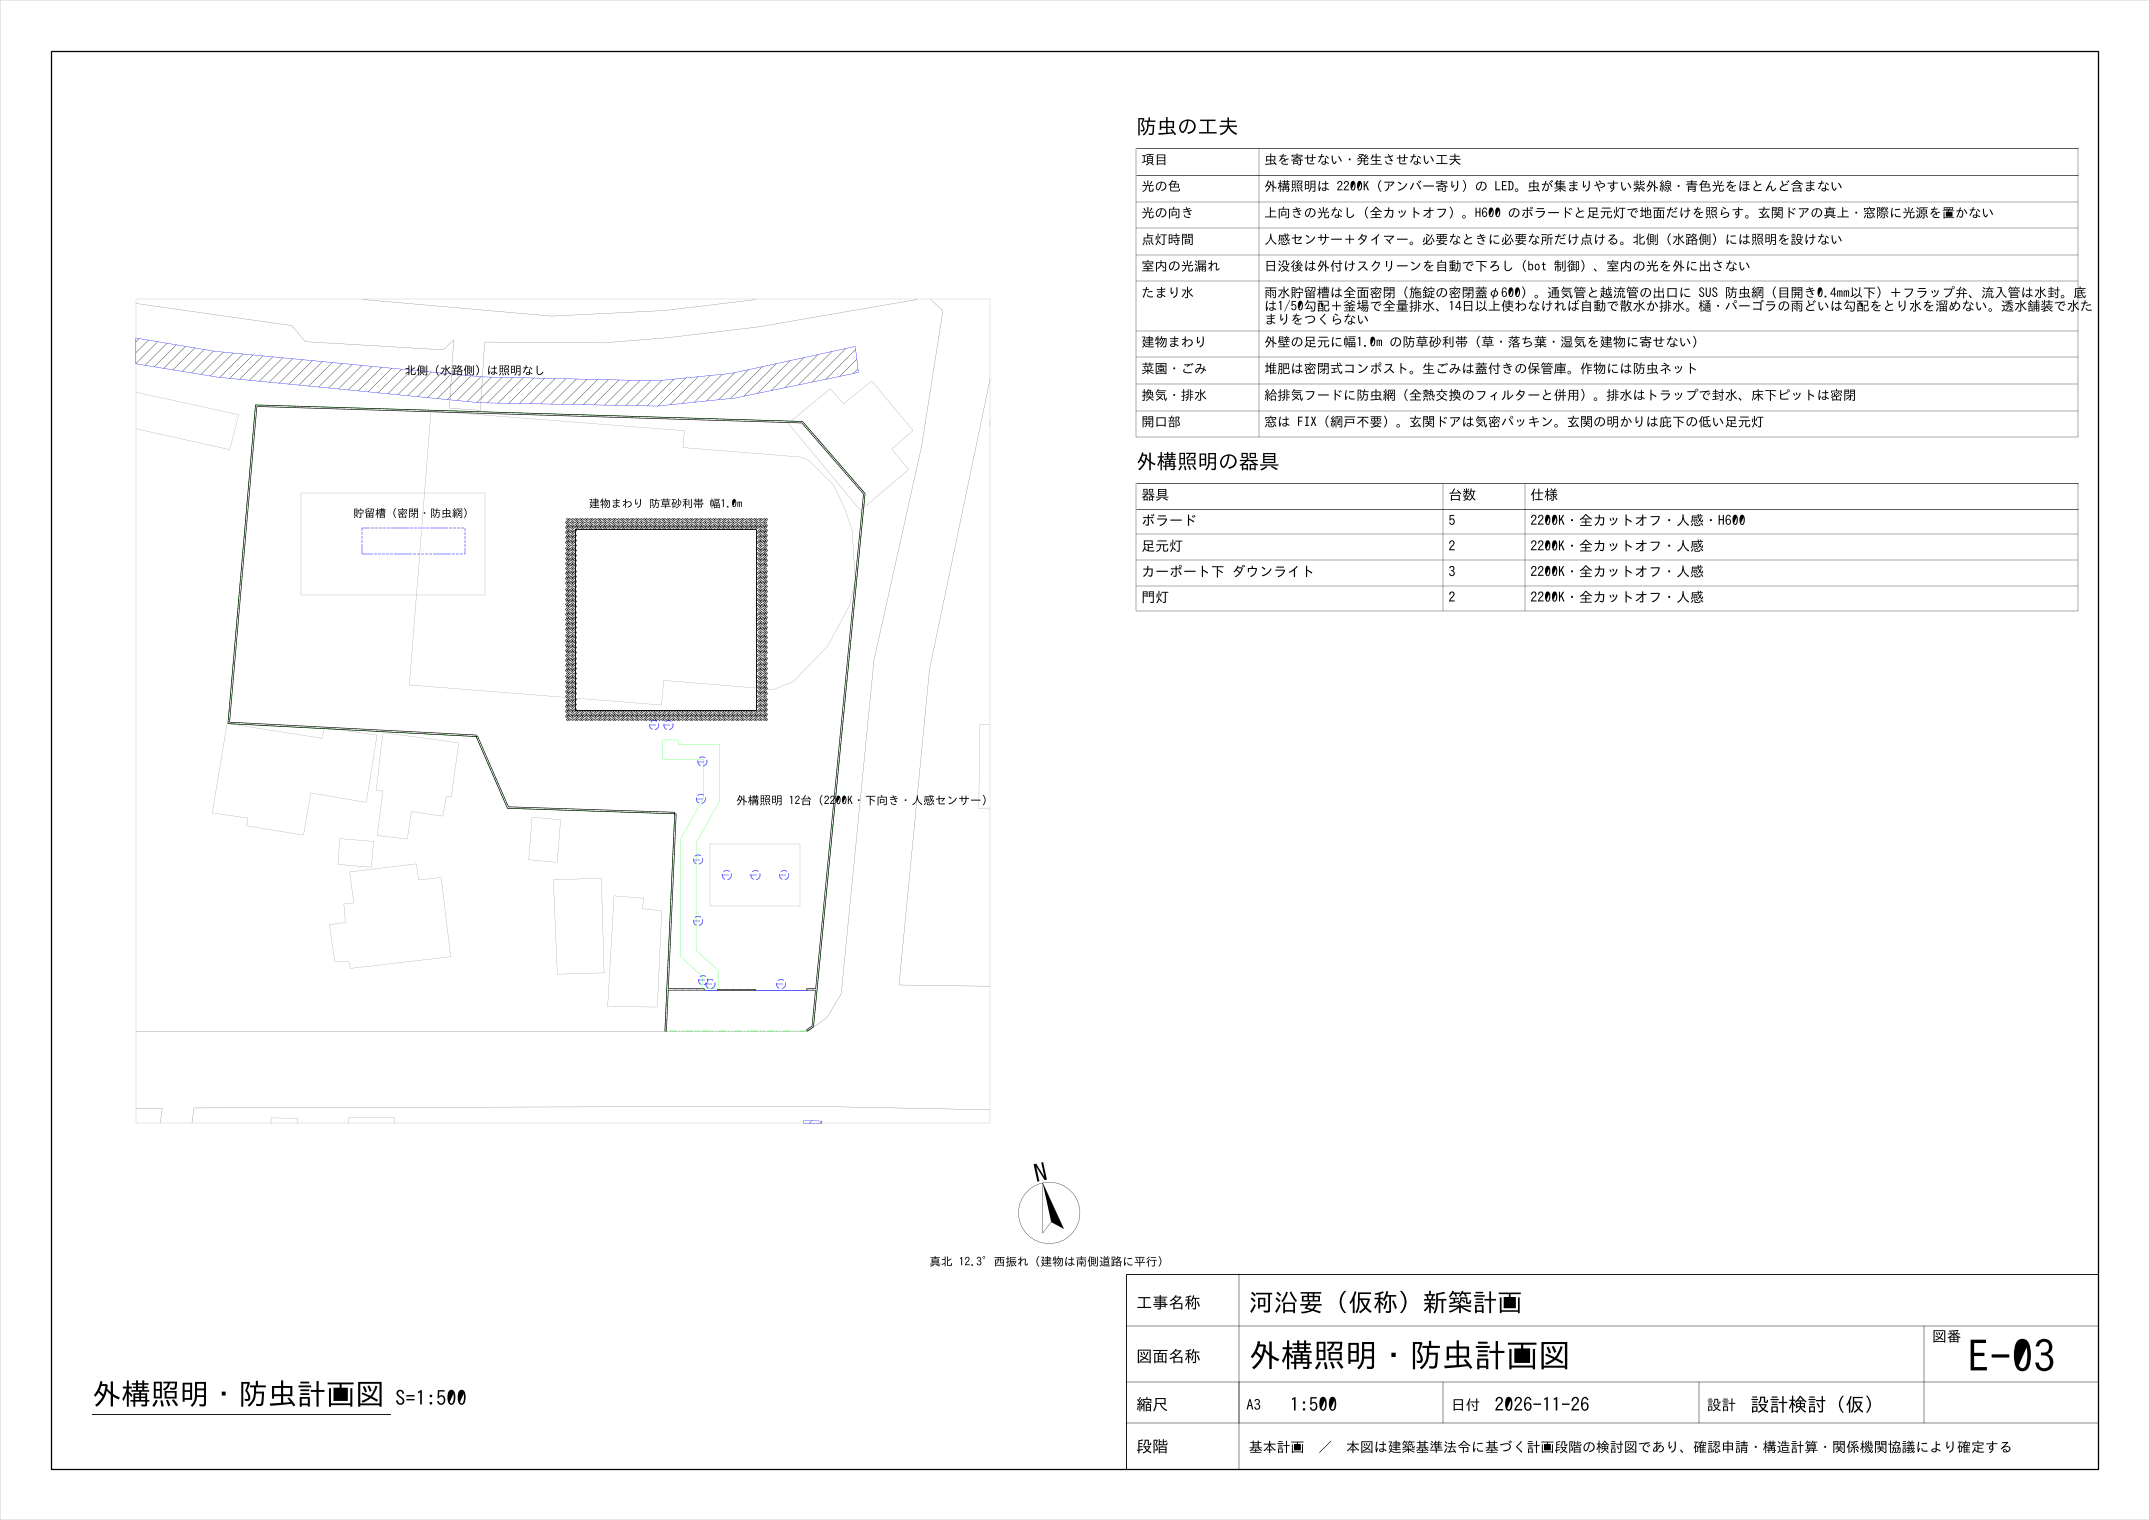 防虫の工夫
項目 虫を寄せない・発生させない工夫
光の色 外構照明は 2200K（アンバー寄り）の LED。虫が集まりやすい紫外線・青色光をほとんど含まない
光の向き 上向きの光なし（全カットオフ）。H600 のボラードと足元灯で地面だけを照らす。玄関ドアの真上・窓際に光源を置かない
点灯時間 人感センサー＋タイマー。必要なときに必要な所だけ点ける。北側（水路側）には照明を設けない
室内の光漏れ 日没後は外付けスクリーンを自動で下ろし（bot 制御）、室内の光を外に出さない
たまり水 雨水貯留槽は全面密閉（施錠の密閉蓋φ600）。通気管と越流管の出口に SUS 防虫網（目開き0.4mm以下）＋フラップ弁、流入管は水封。底
は1/50勾配＋釜場で全量排水、14日以上使わなければ自動で散水か排水。樋・パーゴラの雨どいは勾配をとり水を溜めない。透水舗装で水た
まりをつくらない
建物まわり 外壁の足元に幅1.0m の防草砂利帯（草・落ち葉・湿気を建物に寄せない）
菜園・ごみ 堆肥は密閉式コンポスト。生ごみは蓋付きの保管庫。作物には防虫ネット
換気・排水 給排気フードに防虫網（全熱交換のフィルターと併用）。排水はトラップで封水、床下ピットは密閉
開口部 窓は FIX（網戸不要）。玄関ドアは気密パッキン。玄関の明かりは庇下の低い足元灯
外構照明の器具
器具 台数 仕様
ボラード 5 2200K・全カットオフ・人感・H600
足元灯 2 2200K・全カットオフ・人感
カーポート下 ダウンライト 3 2200K・全カットオフ・人感
門灯 2 2200K・全カットオフ・人感
北側（水路側）は照明なし
貯留槽（密閉・防虫網）
建物まわり 防草砂利帯 幅1.0m
外構照明 12台（2200K・下向き・人感センサー）
N
真北 12.3° 西振れ（建物は南側道路に平行）
外構照明・防虫計画図 S=1:500
工事名称 河沿要（仮称）新築計画
図面名称 外構照明・防虫計画図 図番 E-03
縮尺 A3 1:500 日付 2026-11-26 設計 設計検討（仮）
段階 基本計画 ／ 本図は建築基準法令に基づく計画段階の検討図であり、確認申請・構造計算・関係機関協議により確定する